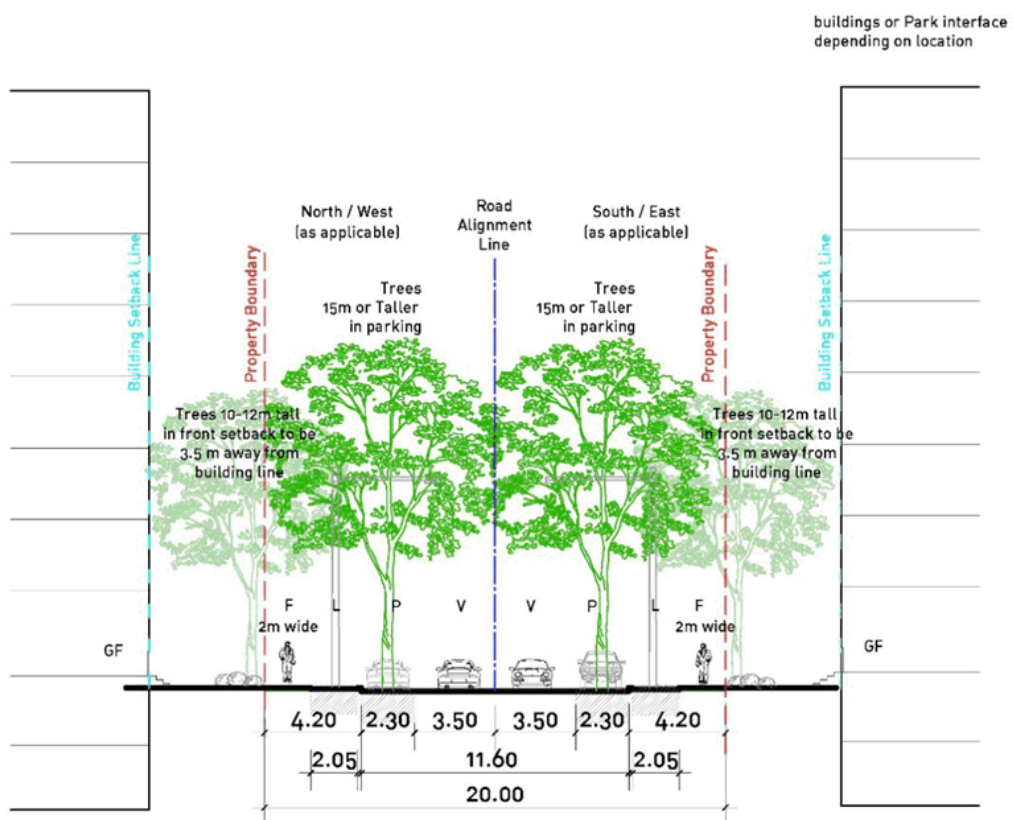 buildings or Park interface
depending on location
North / West
(as applicable)
Road
Alignment
Line
South / East
(as applicable)
Building Setback Line
Property Boundary
Trees
15m or Taller
in parking
Trees
15m or Taller
in parking
Property Boundary
Building Setback Line
Trees 10-12m tall
in front setback to be
3.5 m away from
building line
Trees 10-12m tall
in front setback to be
3.5 m away from
building line
F L P V V P L F
2m wide 2m wide
GF GF
4.20 2.30 3.50 3.50 2.30 4.20
2.05 11.60 2.05
20.00